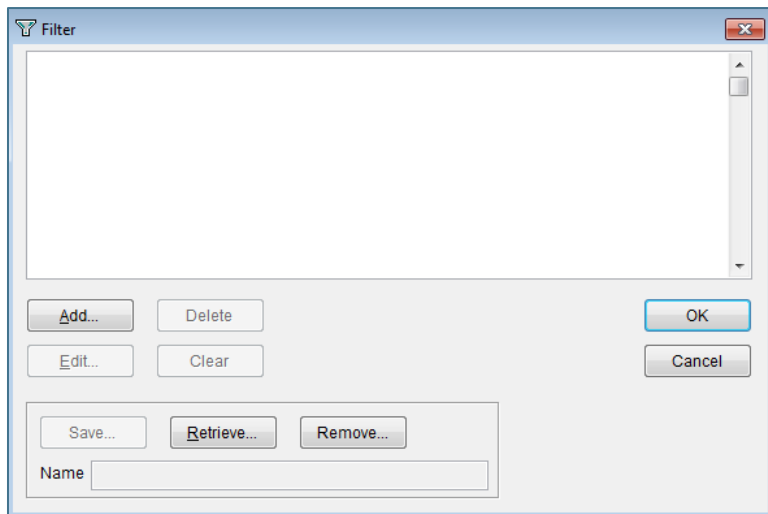 Filter
Add... Delete OK
Edit... Clear Cancel
Save... Retrieve... Remove...
Name